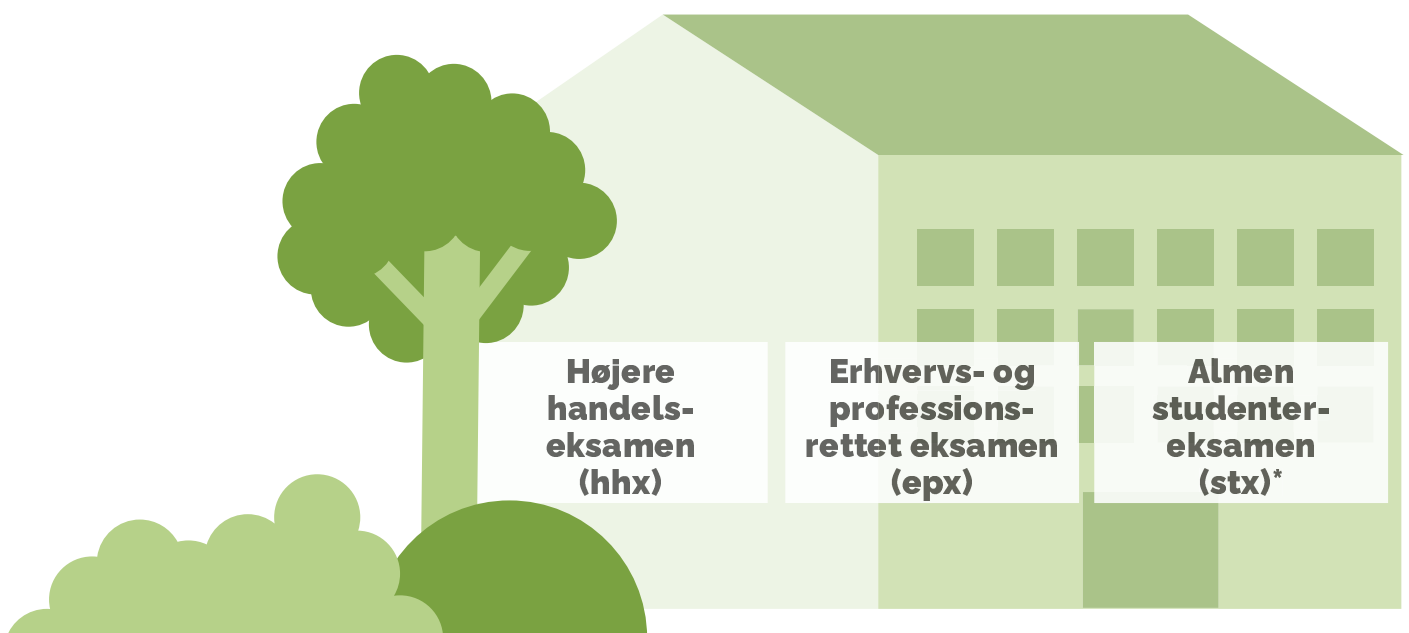 Højere
handels-
eksamen
(hhx)
Erhvervs- og
professions-
rettet eksamen
(epx)
Almen
studenter-
eksamen
(stx)*